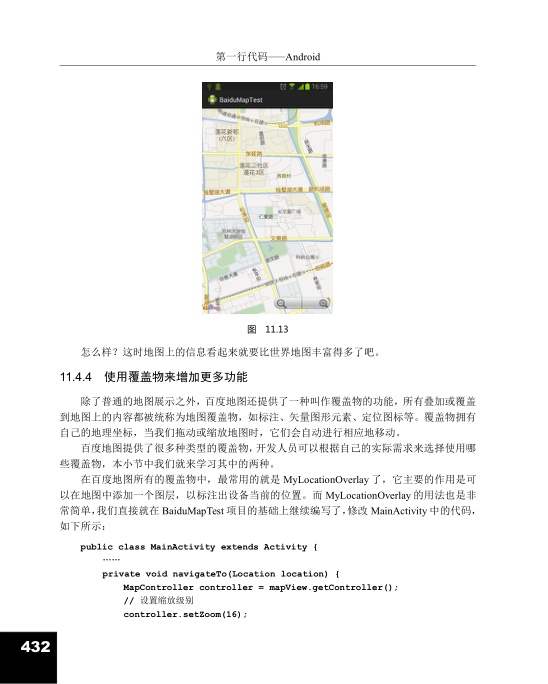 第一行代码——Android
16:59
BaiduMapTest
图 11.13
怎么样？这时地图上的信息看起来就要比世界地图丰富得多了吧。
11.4.4 使用覆盖物来增加更多功能
除了普通的地图展示之外，百度地图还提供了一种叫作覆盖物的功能，所有叠加或覆盖
到地图上的内容都被统称为地图覆盖物，如标注、矢量图形元素、定位图标等。覆盖物拥有
自己的地理坐标，当我们拖动或缩放地图时，它们会自动进行相应地移动。
百度地图提供了很多种类型的覆盖物，开发人员可以根据自己的实际需求来选择使用哪
些覆盖物，本小节中我们就来学习其中的两种。
在百度地图所有的覆盖物中，最常用的就是 MyLocationOverlay 了，它主要的作用是可
以在地图中添加一个图层，以标注出设备当前的位置。而 MyLocationOverlay 的用法也是非
常简单，我们直接就在 BaiduMapTest 项目的基础上继续编写了，修改 MainActivity 中的代码，
如下所示：
public class MainActivity extends Activity {
……
private void navigateTo(Location location) {
MapController controller = mapView.getController();
// 设置缩放级别
controller.setZoom(16);
432